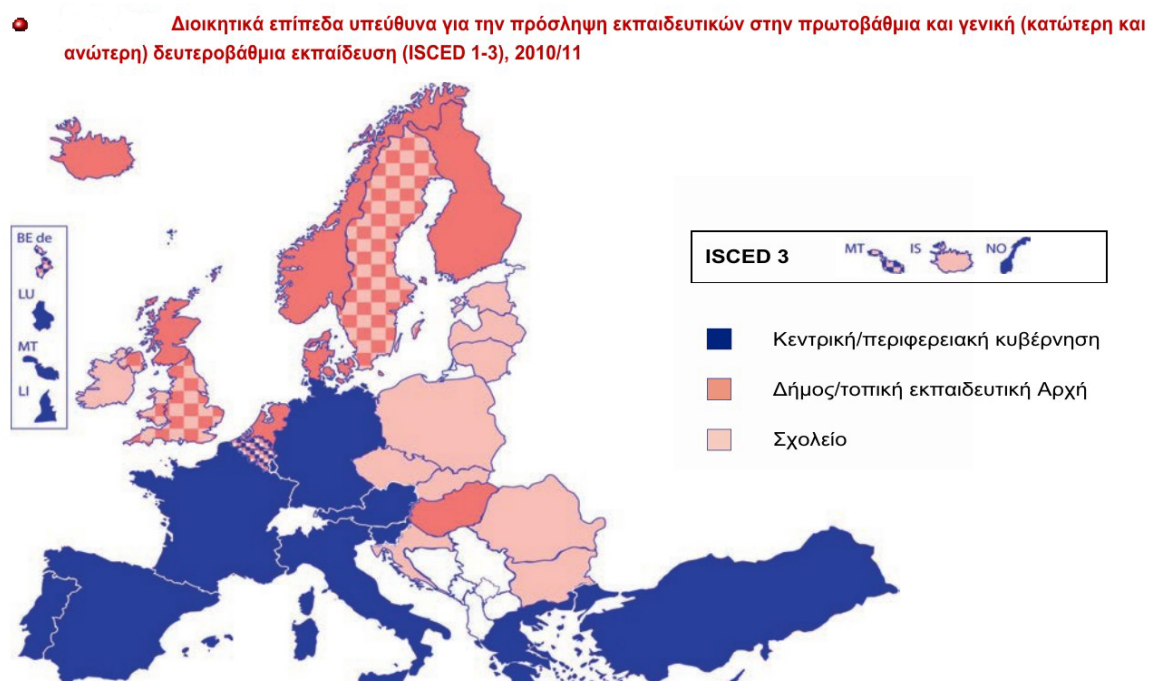 Διοικητικά επίπεδα υπεύθυνα για την πρόσληψη εκπαιδευτικών στην πρωτοβάθμια και γενική (κατώτερη και
ανώτερη) δευτεροβάθμια εκπαίδευση (ISCED 1-3), 2010/11
BE de
LU
MT
LI
ISCED 3
MT IS NO
Κεντρική/περιφερειακή κυβέρνηση
Δήμος/τοπική εκπαιδευτική Αρχή
Σχολείο